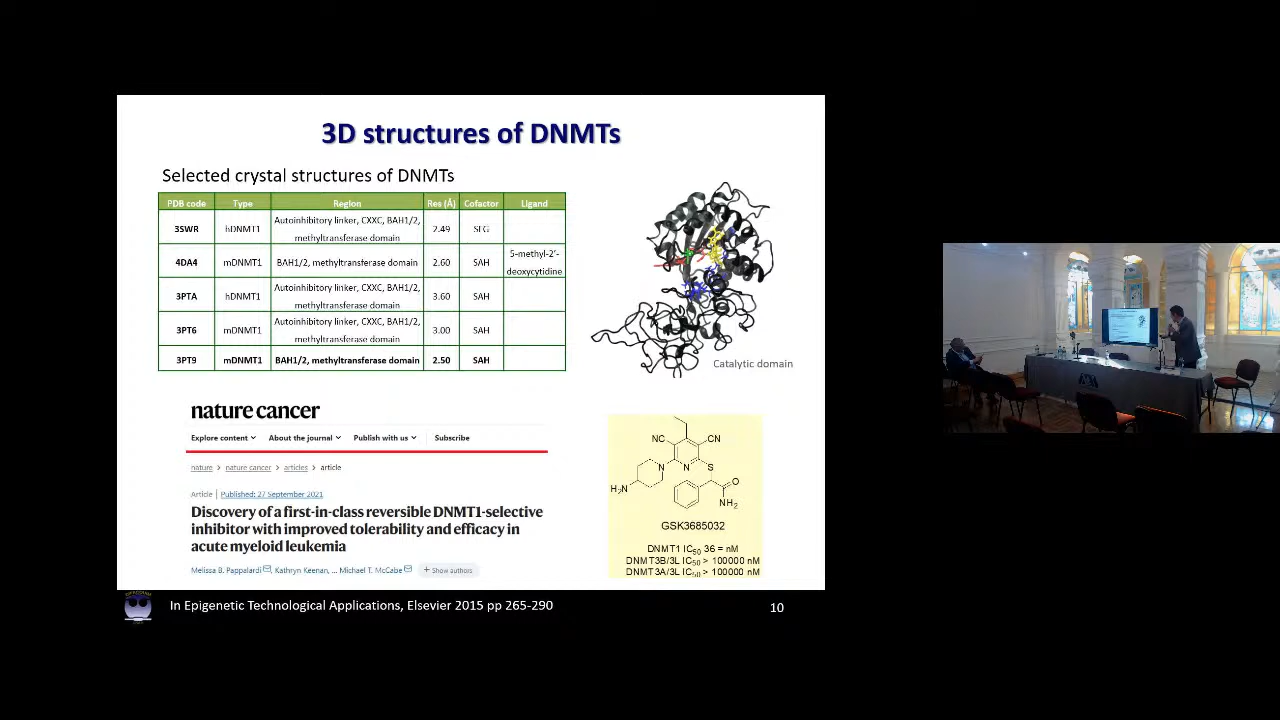 3D structures of DNMTs
Selected crystal structures of DNMTs
PDB code Type Region Res (Å) Cofactor Ligand
3SWR hDNMT1 Autoinhibitory linker, CXXC, BAH1/2, methyltransferase domain 2.49 SFG
4DA4 mDNMT1 BAH1/2, methyltransferase domain 2.60 SAH 5-methyl-2′-deoxycytidine
3PTA hDNMT1 Autoinhibitory linker, CXXC, BAH1/2, methyltransferase domain 3.60 SAH
3PT6 mDNMT1 Autoinhibitory linker, CXXC, BAH1/2, methyltransferase domain 3.00 SAH
3PT9 mDNMT1 BAH1/2, methyltransferase domain 2.50 SAH
Catalytic domain
nature cancer
Explore content About the journal Publish with us Subscribe
nature > nature cancer > articles > article
Article | Published: 27 September 2021
Discovery of a first-in-class reversible DNMT1-selective
inhibitor with improved tolerability and efficacy in
acute myeloid leukemia
Melissa B. Pappalardi, Kathryn Keenan, ... Michael T. McCabe + Show authors
NC CN
N N S
H₂N O
NH₂
GSK3685032
DNMT1 IC₅₀ 36 = nM
DNMT3B/3L IC₅₀ > 100000 nM
DNMT3A/3L IC₅₀ > 100000 nM
In Epigenetic Technological Applications, Elsevier 2015 pp 265-290
10